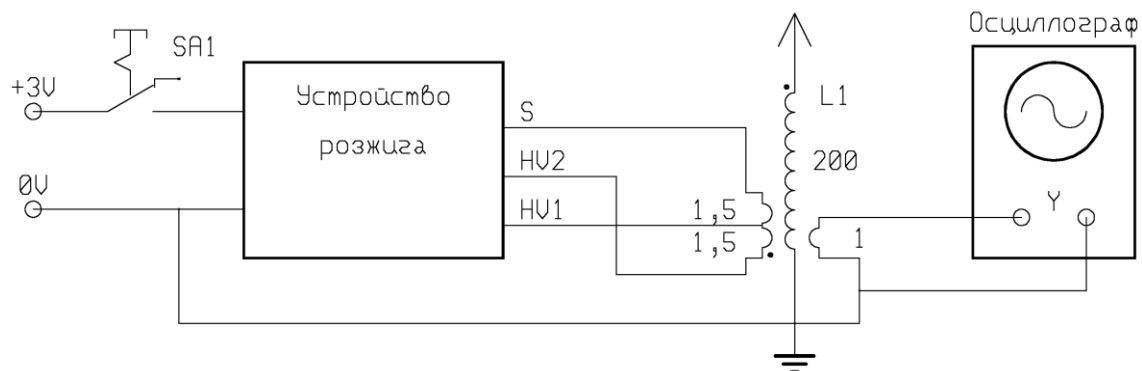 Осциллограф
SA1
+3V
Устройство
розжига
S
HV2
HV1
0V
L1
200
1,5
1,5
1
Y